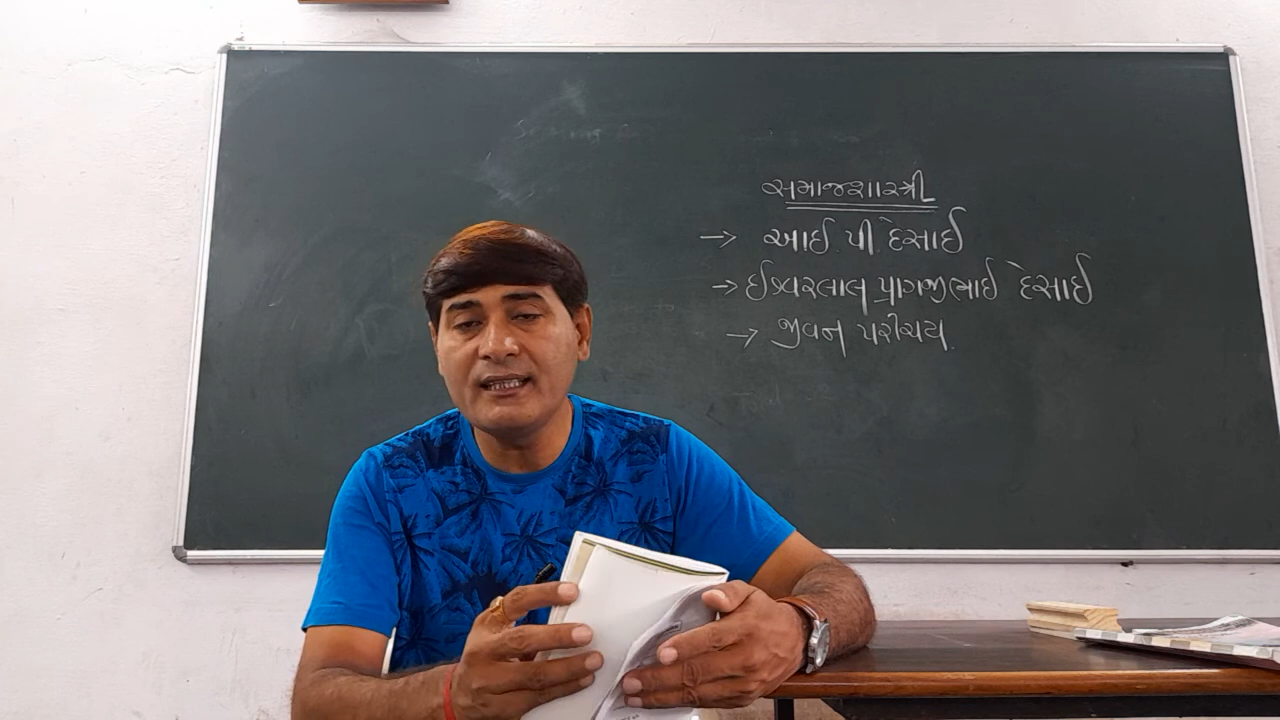 સમાજશાસ્ત્રી
→ આઈ. પી. દેસાઈ
→ ઈશ્વરલાલ પ્રાગજીભાઈ દેસાઈ
→ જીવન પરીચય.